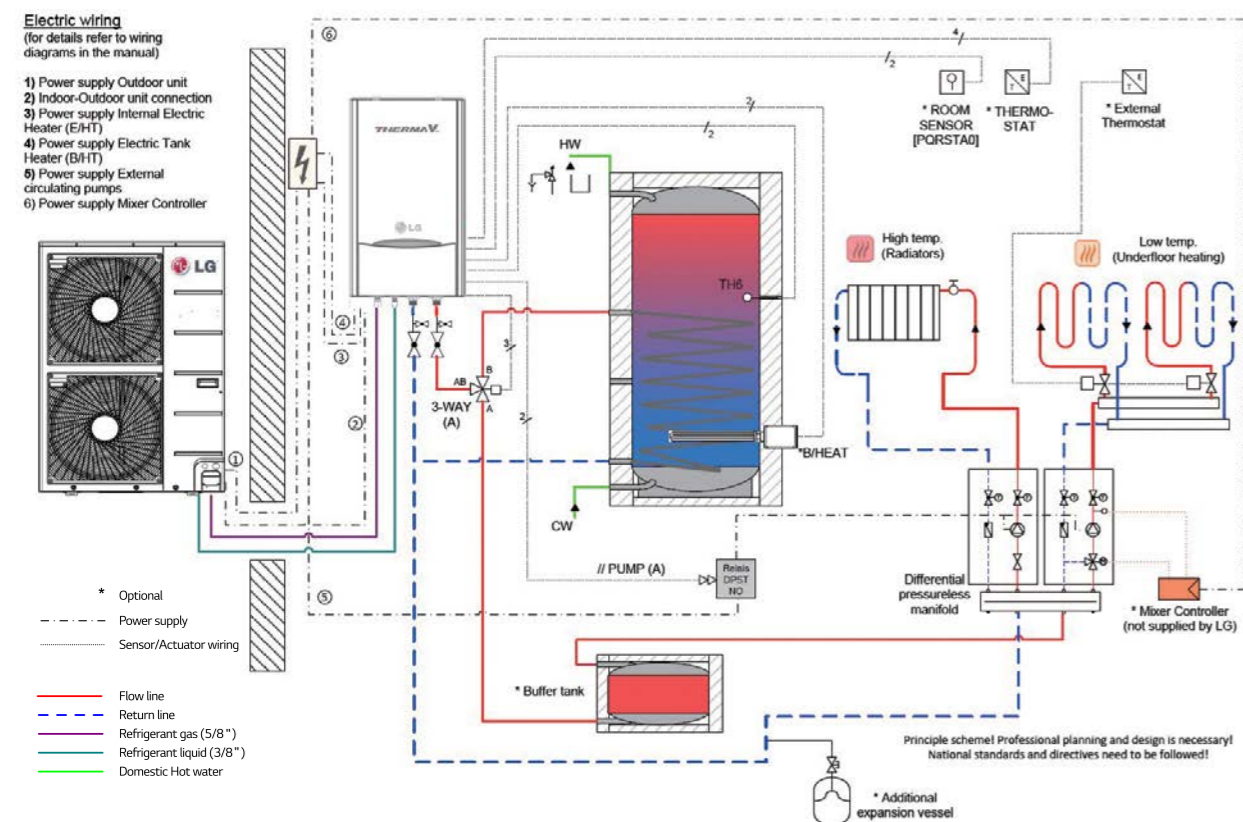 Electric wiring
(for details refer to wiring
diagrams in the manual)
1) Power supply Outdoor unit
2) Indoor-Outdoor unit connection
3) Power supply Internal Electric
Heater (E/HT)
4) Power supply Electric Tank
Heater (B/HT)
5) Power supply External
circulating pumps
6) Power supply Mixer Controller
⑥
4
2
2
2
THERMA V.
LG
* ROOM
SENSOR
[PQRSTA0]
T E
* THERMO-
STAT
T E
* External
Thermostat
HW
LG
High temp.
(Radiators)
Low temp.
(Underfloor heating)
TH6
④
③
3
B
AB
A
3-WAY
(A)
②
2
*B/HEAT
①
CW
// PUMP (A)
Relais
DPST
NO
⑤
Differential
pressureless
manifold
M
* Mixer Controller
(not supplied by LG)
* Optional
Power supply
Sensor/Actuator wiring
Flow line
Return line
Refrigerant gas (5/8")
Refrigerant liquid (3/8")
Domestic Hot water
* Buffer tank
Principle scheme! Professional planning and design is necessary!
National standards and directives need to be followed!
* Additional
expansion vessel